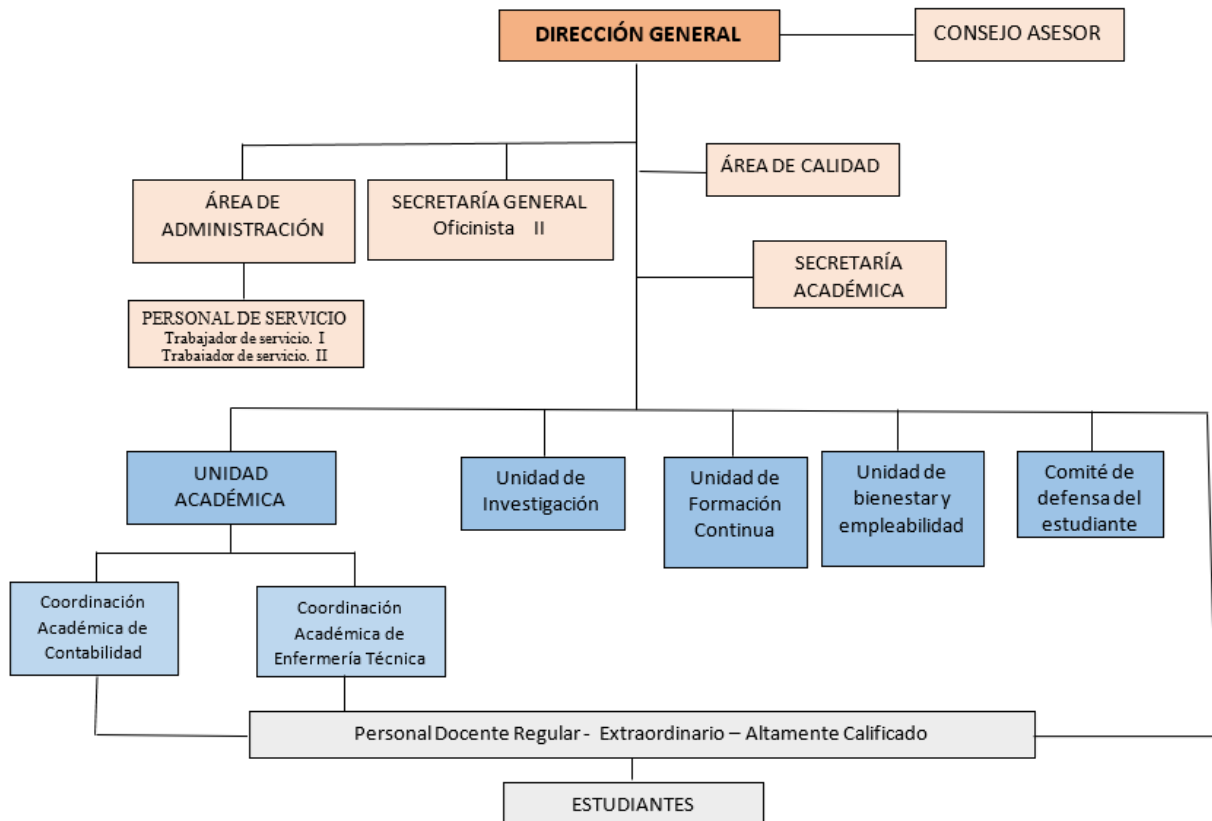 DIRECCIÓN GENERAL
CONSEJO ASESOR
ÁREA DE CALIDAD
ÁREA DE
ADMINISTRACIÓN
SECRETARÍA GENERAL
Oficinista II
SECRETARÍA
ACADÉMICA
PERSONAL DE SERVICIO
Trabajador de servicio. I
Trabaiador de servicio. II
UNIDAD
ACADÉMICA
Unidad de
Investigación
Unidad de
Formación
Continua
Unidad de
bienestar y
empleabilidad
Comité de
defensa del
estudiante
Coordinación
Académica de
Contabilidad
Coordinación
Académica de
Enfermería Técnica
Personal Docente Regular - Extraordinario – Altamente Calificado
ESTUDIANTES